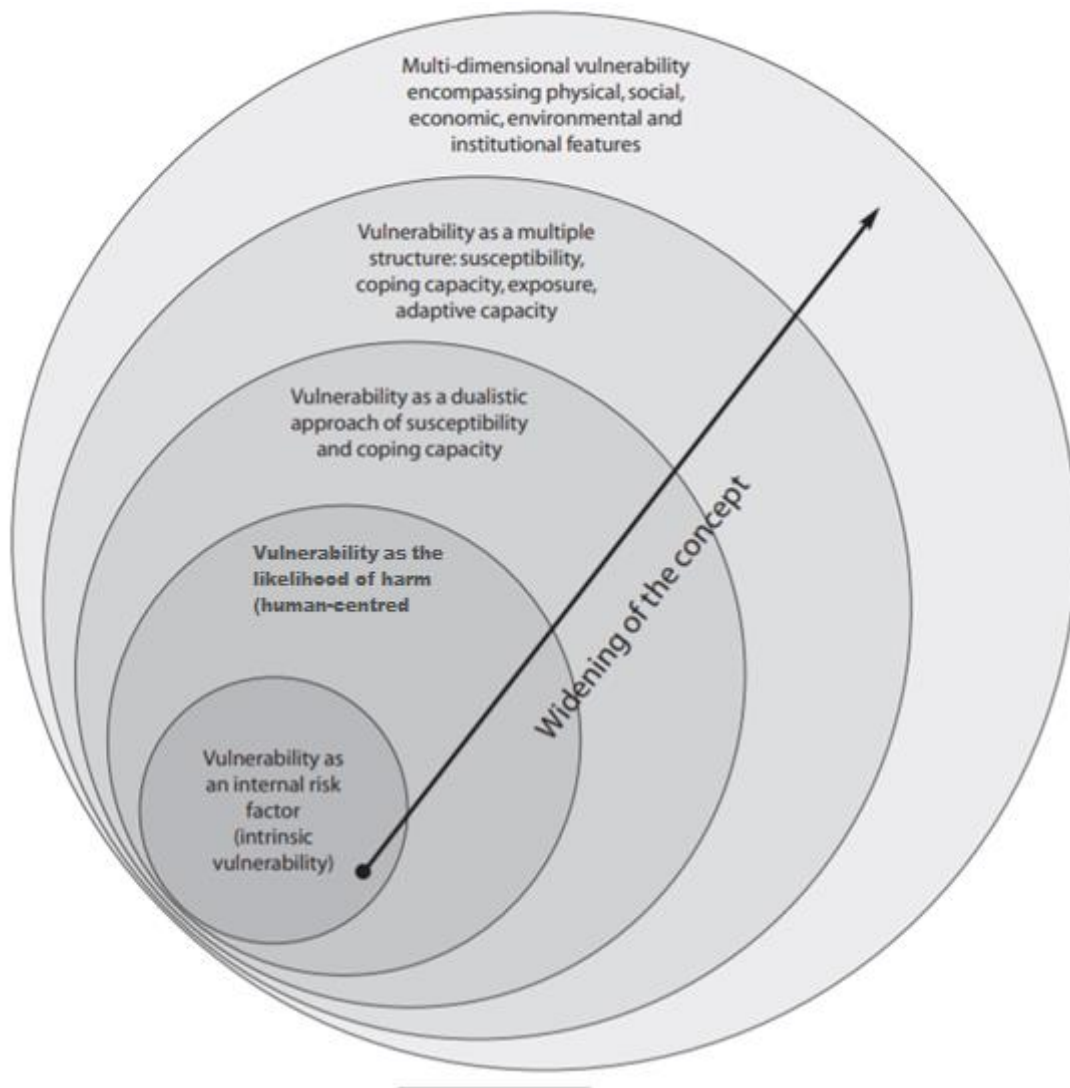 Multi-dimensional vulnerability
encompassing physical, social,
economic, environmental and
institutional features
Vulnerability as a multiple
structure: susceptibility,
coping capacity, exposure,
adaptive capacity
Vulnerability as a dualistic
approach of susceptibility
and coping capacity
Vulnerability as the
likelihood of harm
(human-centred
Vulnerability as
an internal risk
factor
(intrinsic
vulnerability)
Widening of the concept